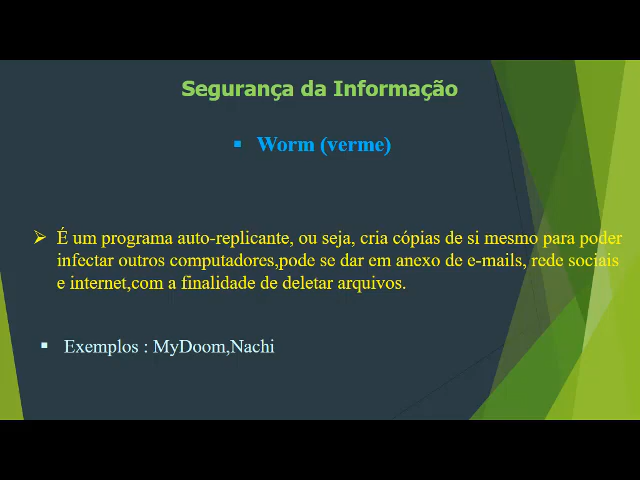 Segurança da Informação
▪ Worm (verme)
➢ É um programa auto-replicante, ou seja, cria cópias de si mesmo para poder
infectar outros computadores,pode se dar em anexo de e-mails, rede sociais
e internet,com a finalidade de deletar arquivos.
▪ Exemplos : MyDoom,Nachi